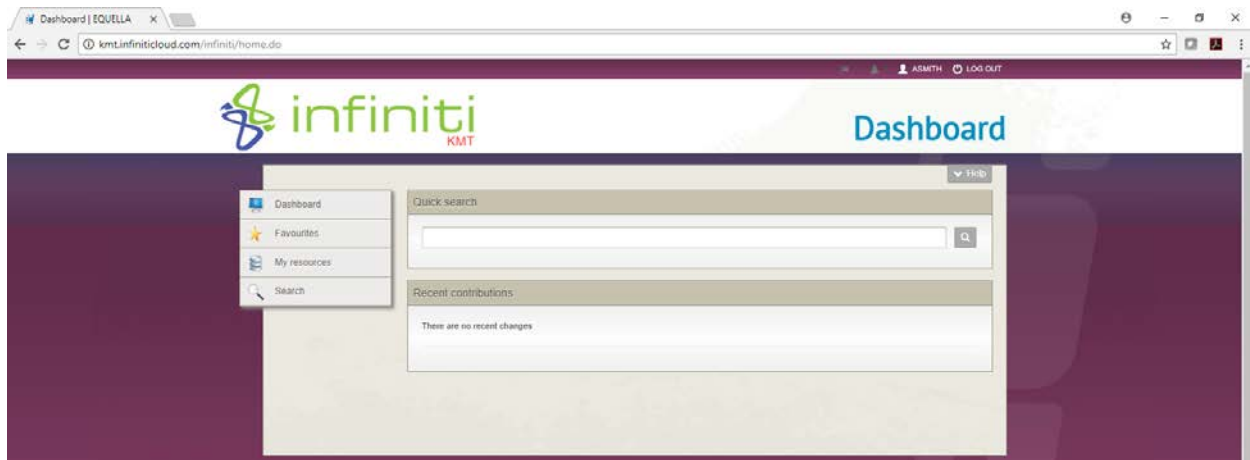 Dashboard | EQUELLA
kmt.infiniticloud.com/infiniti/home.do
ASMITH LOG OUT
infiniti
KMT
Dashboard
Help
Dashboard
Favourites
My resources
Search
Quick search
Recent contributions
There are no recent changes